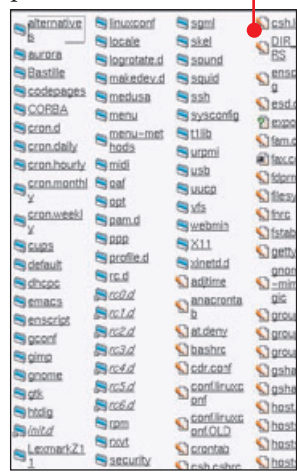 alternative
s
aurora
Bastille
codepages
CORBA
cron.d
cron.daily
cron.hourly
cron.monthl
y
cron.weekl
y
cups
default
dhcpc
emacs
enscript
gconf
gimp
gnome
gtk
htdig
init.d
LexmarkZ1
1
linuxconf
locale
logrotate.d
makedev.d
medusa
menu
menu-met
hods
midi
oaf
opt
pam.d
ppp
profile.d
rc.d
rc0.d
rc1.d
rc2.d
rc3.d
rc4.d
rc5.d
rc6.d
rpm
rxvt
security
sgml
skel
sound
squid
ssh
sysconfig
t1lib
urpmi
usb
uucp
vfs
webmin
X11
xinetd.d
adjtime
anacronta
b
at.deny
bashrc
cdr.conf
conf.linuxc
onf
conf.linuxc
onf.OLD
crontab
csh.cshrc
csh.l
DIR_
RS
ensc
g
esd.c
expo
fam.c
fax.c
fdprm
filesy
finrc
fstab
getty
gnom
-mim
gic
grou
grou
gsha
gsha
host
host
host